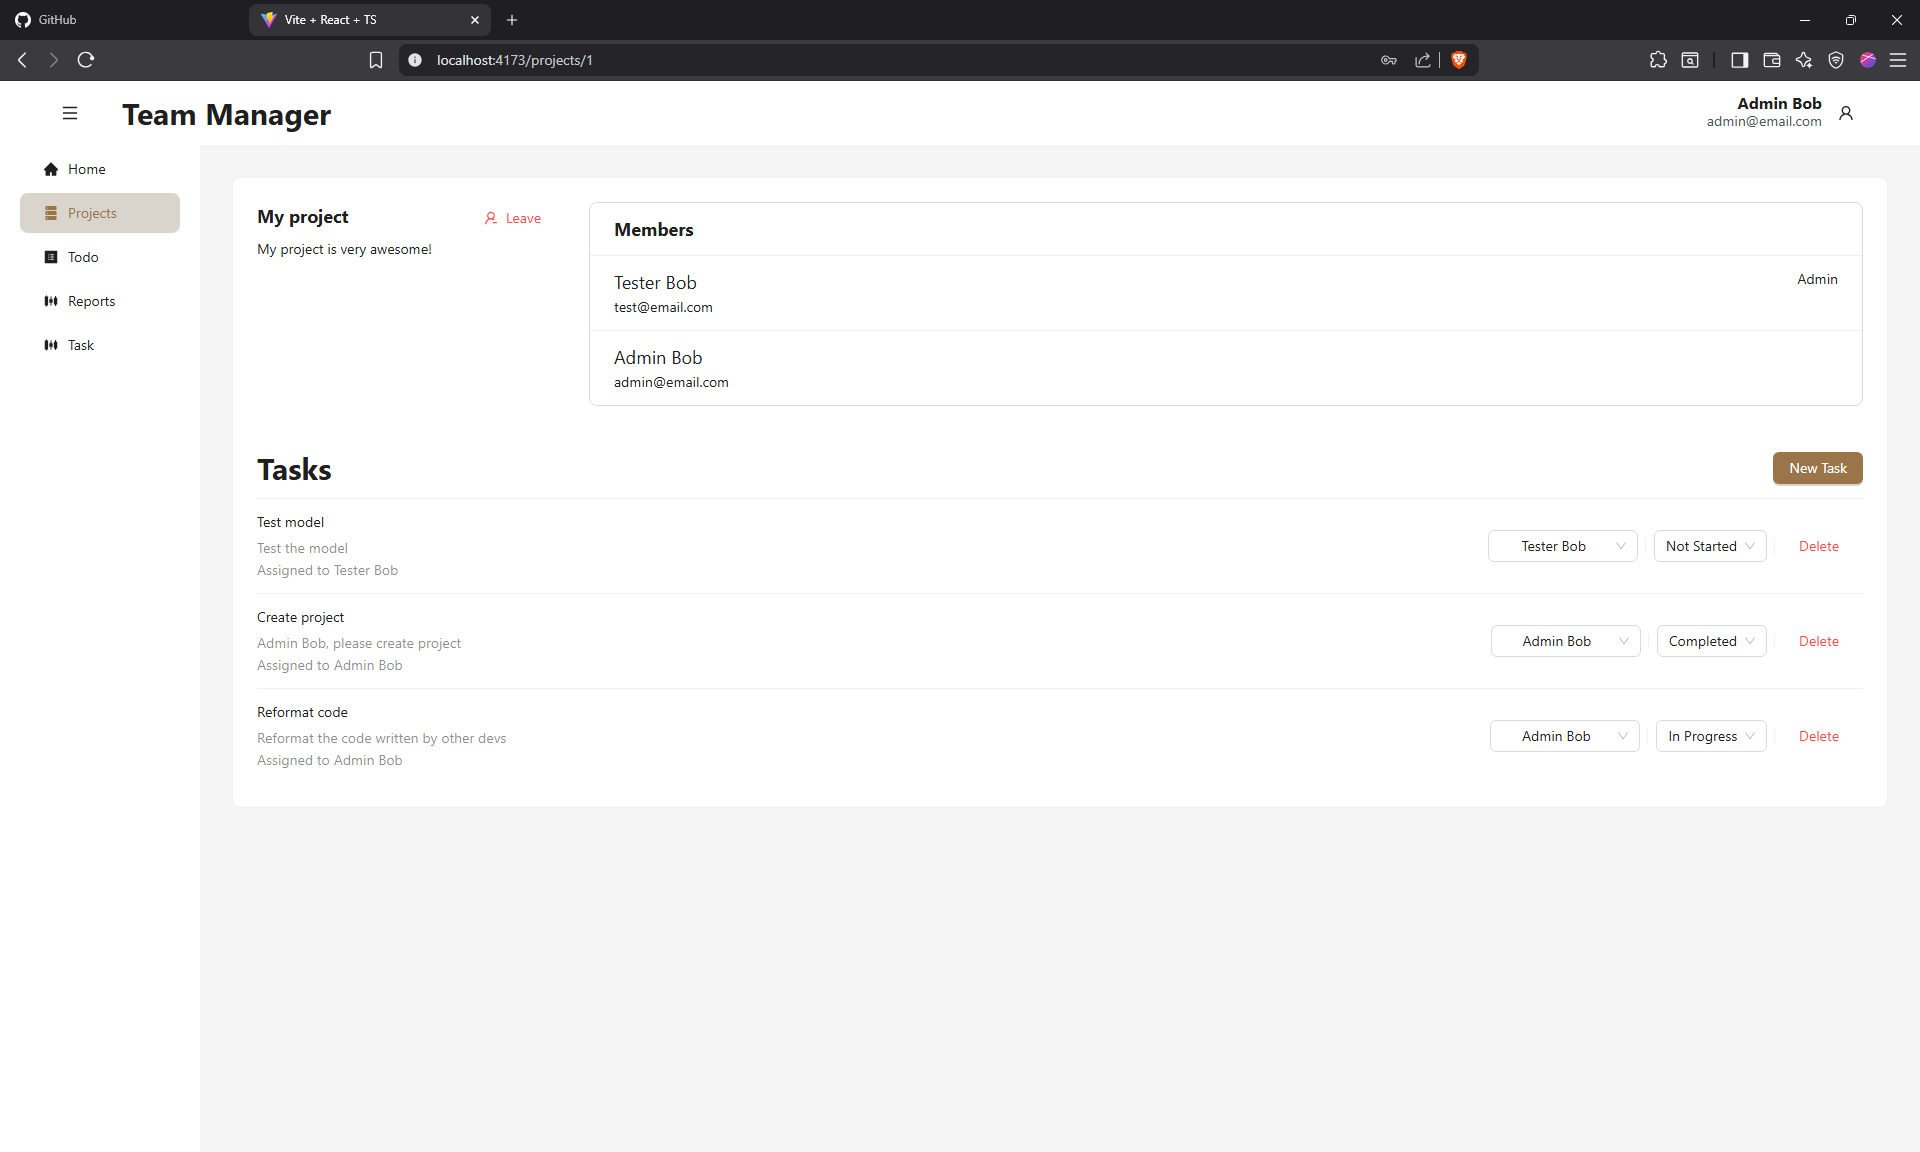 GitHub
Vite + React + TS
localhost:4173/projects/1
Team Manager
Admin Bob
admin@email.com
Home
Projects
Todo
Reports
Task
My project
Leave
My project is very awesome!
Members
Tester Bob
Admin
test@email.com
Admin Bob
admin@email.com
Tasks
New Task
Test model
Test the model
Assigned to Tester Bob
Tester Bob
Not Started
Delete
Create project
Admin Bob, please create project
Assigned to Admin Bob
Admin Bob
Completed
Delete
Reformat code
Reformat the code written by other devs
Assigned to Admin Bob
Admin Bob
In Progress
Delete